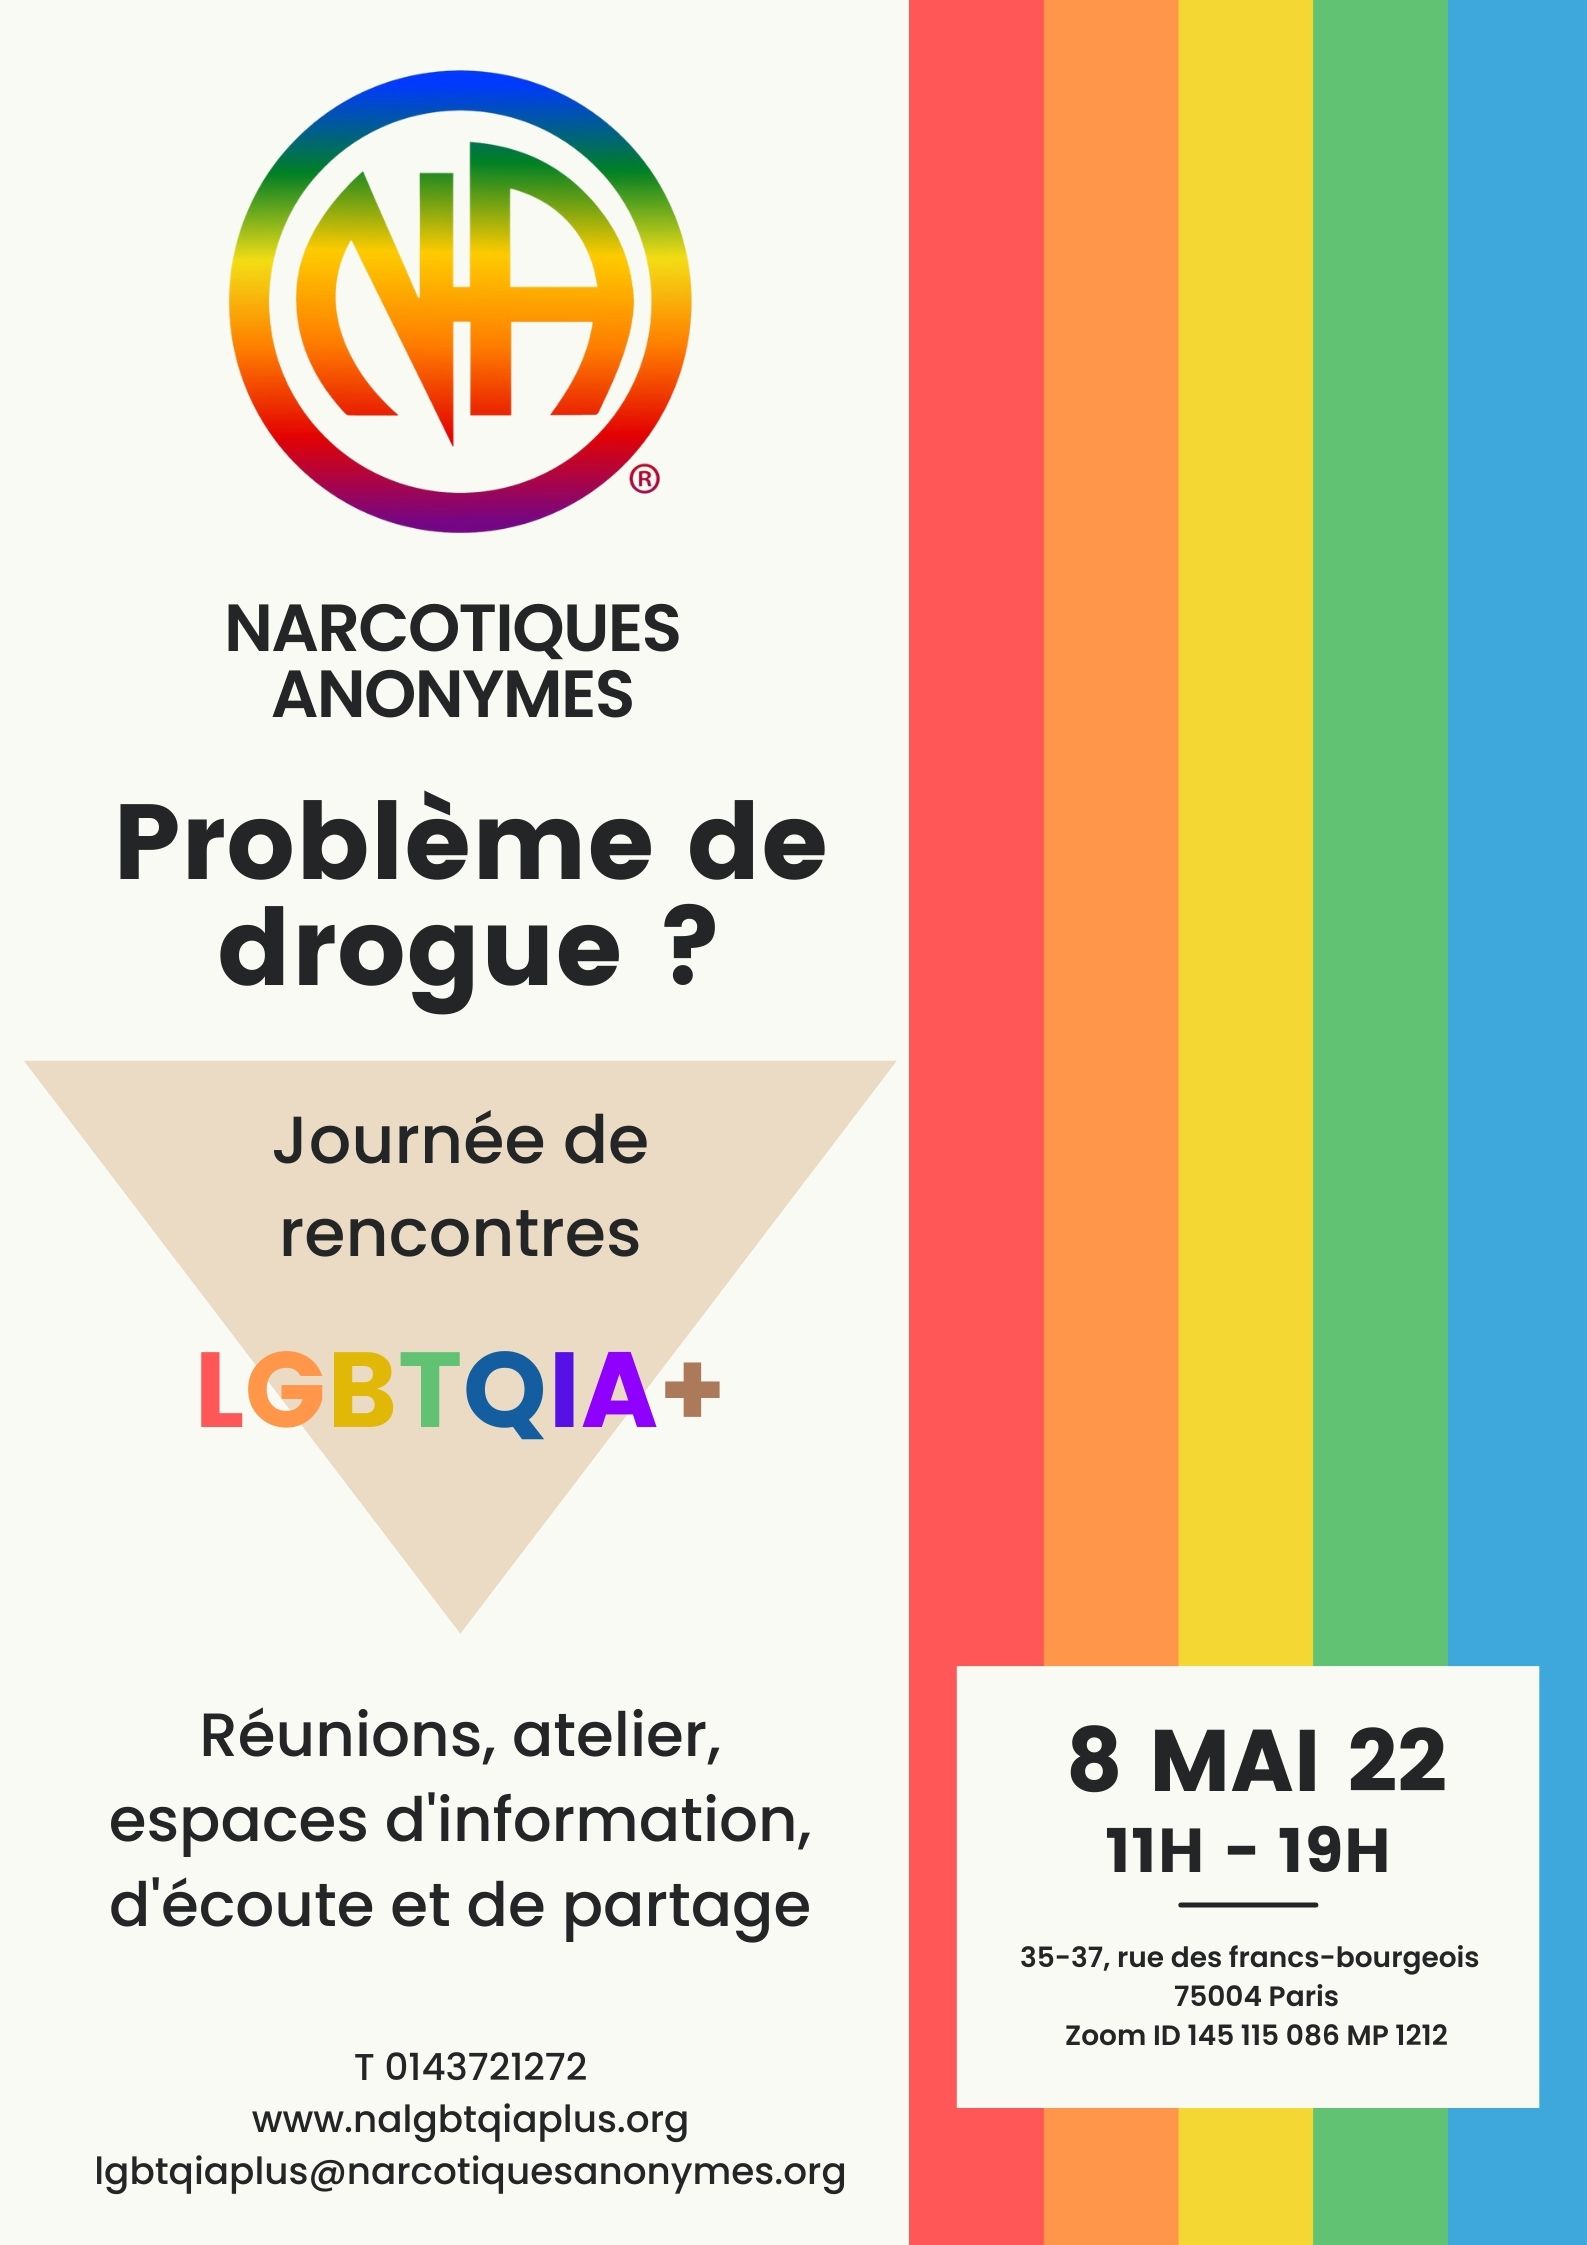 NA
®
NARCOTIQUES
ANONYMES
Problème de
drogue ?
Journée de
rencontres
LGBTQIA+
Réunions, atelier,
espaces d'information,
d'écoute et de partage
T 0143721272
www.nalgbtqiaplus.org
lgbtqiaplus@narcotiquesanonymes.org
8 MAI 22
11H - 19H
35-37, rue des francs-bourgeois
75004 Paris
Zoom ID 145 115 086 MP 1212